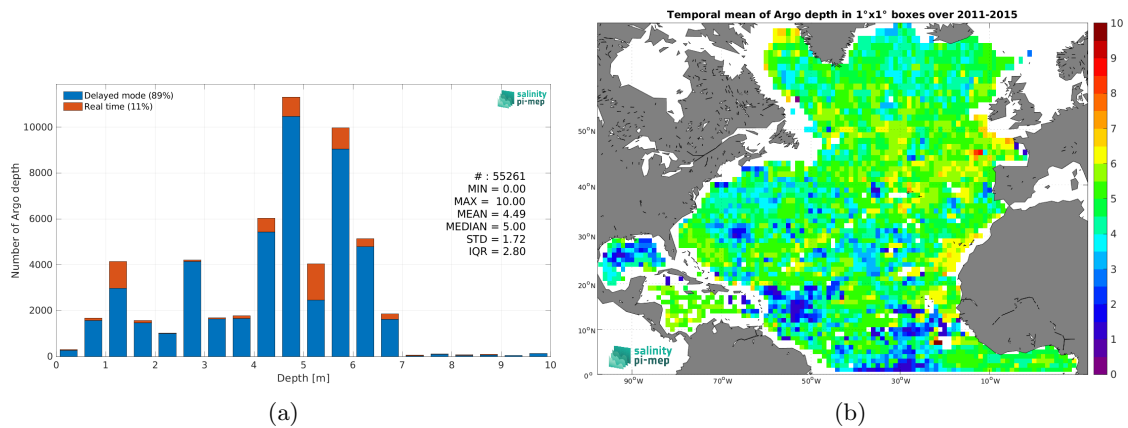 Delayed mode (89%)
Real time (11%)
salinity
pi-mep
10000
8000
6000
4000
2000
0
Number of Argo depth
# : 55261
MIN = 0.00
MAX = 10.00
MEAN = 4.49
MEDIAN = 5.00
STD = 1.72
IQR = 2.80
0 1 2 3 4 5 6 7 8 9 10
Depth [m]
(a)
Temporal mean of Argo depth in 1°x1° boxes over 2011-2015
50°N
40°N
30°N
20°N
10°N
0°
90°W 70°W 50°W 30°W 10°W
salinity
pi-mep
10
9
8
7
6
5
4
3
2
1
0
(b)